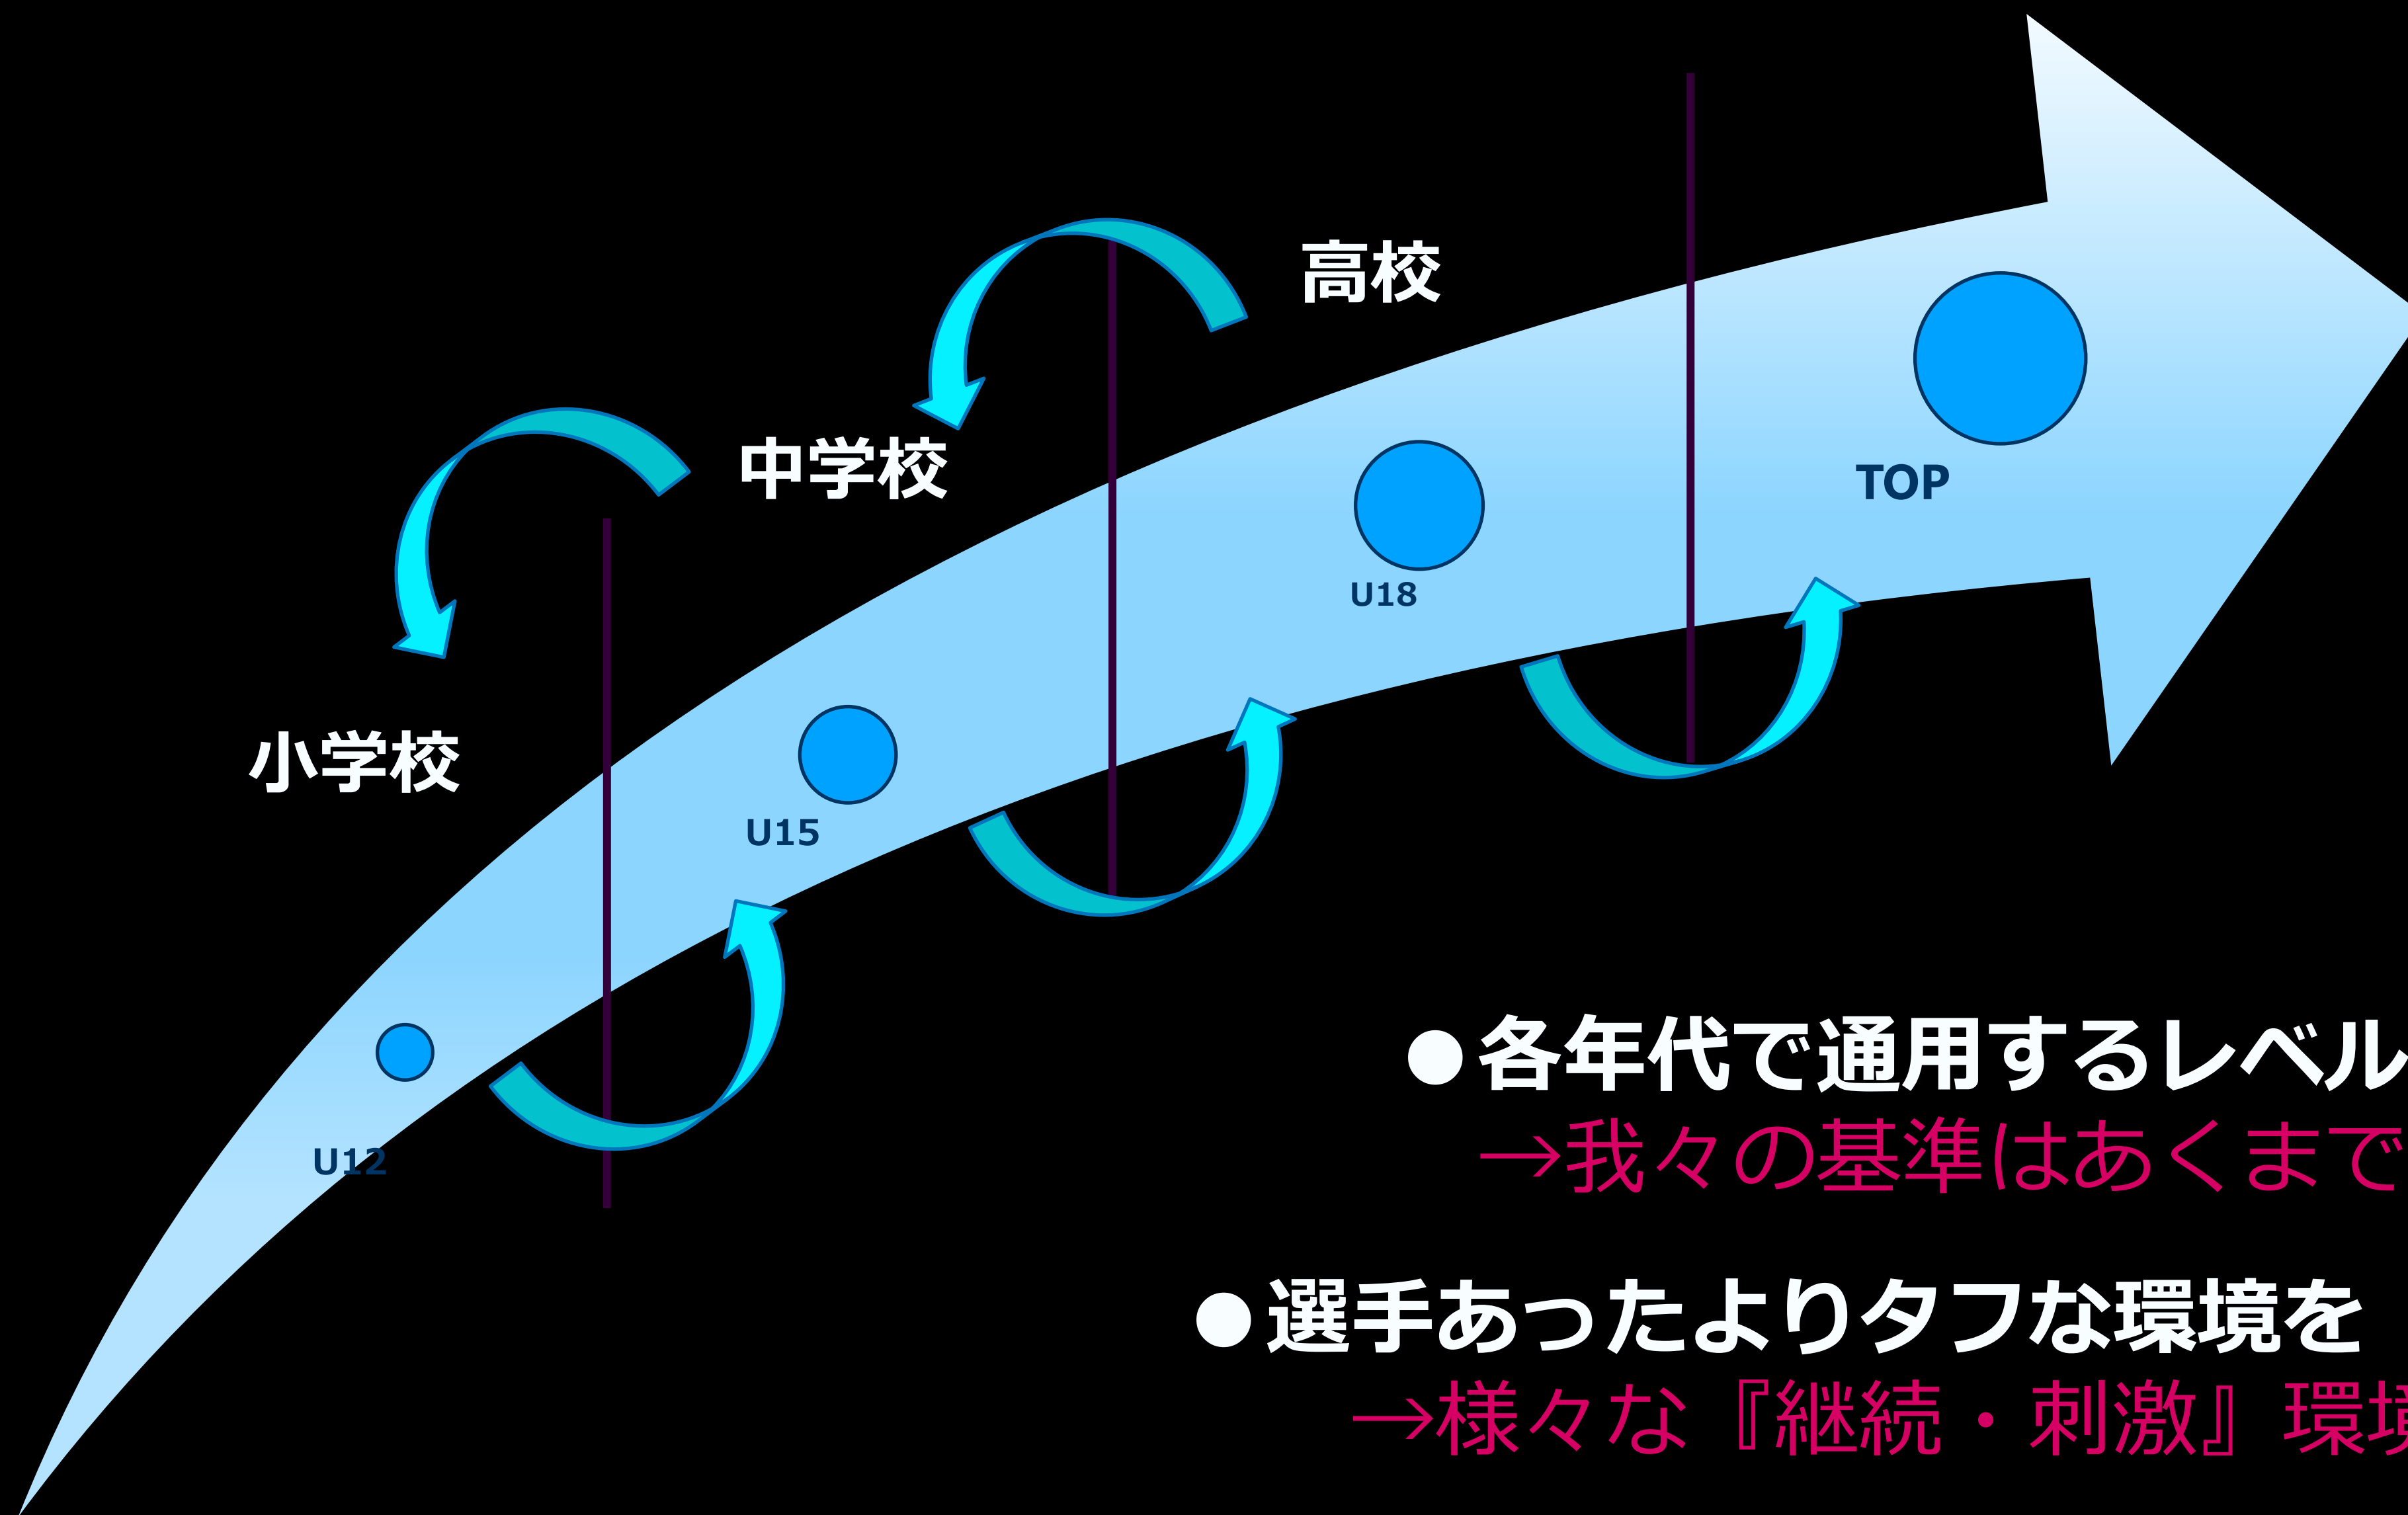 高校
中学校
TOP
U18
小学校
U15
U12
●各年代で通用するレベル
→我々の基準はあくまで
●選手あったよりタフな環境を
→様々な『継続・刺激』環境